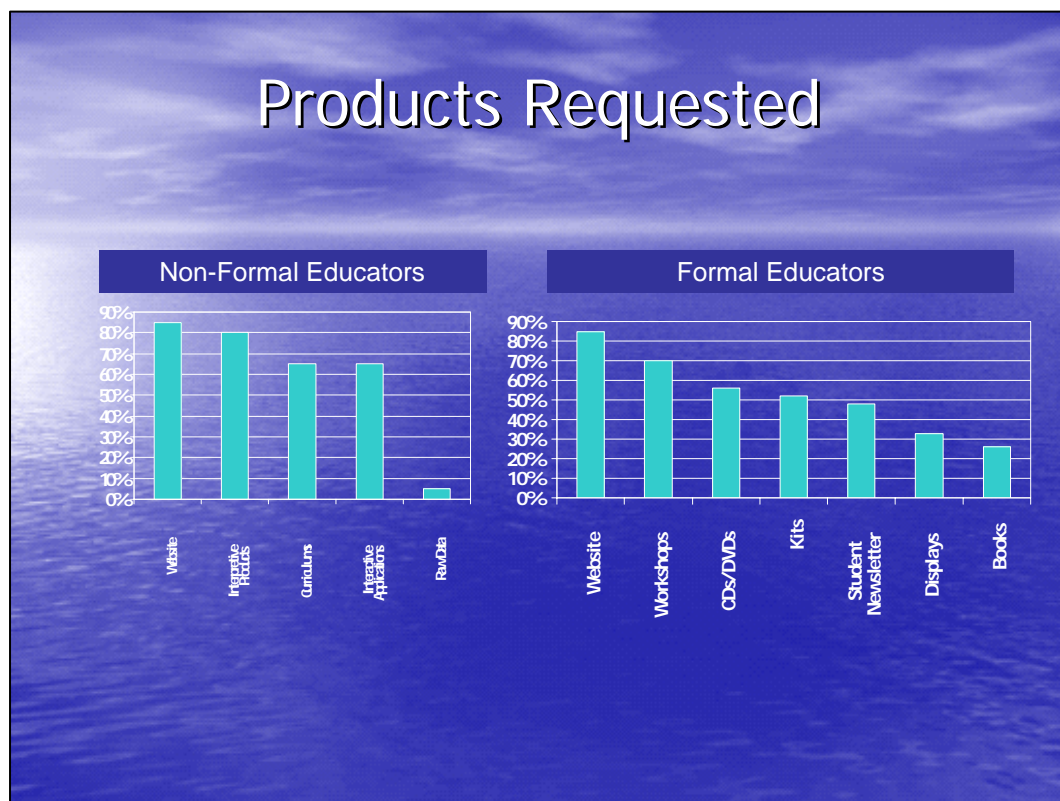 Products Requested
Non-Formal Educators
90%
80%
70%
60%
50%
40%
30%
20%
10%
0%
Website
Interpretive
Products
Curriculums
Interactive
Applications
Raw Data
Formal Educators
90%
80%
70%
60%
50%
40%
30%
20%
10%
0%
Website
Workshops
CDs/DVDs
Kits
Student
Newsletter
Displays
Books